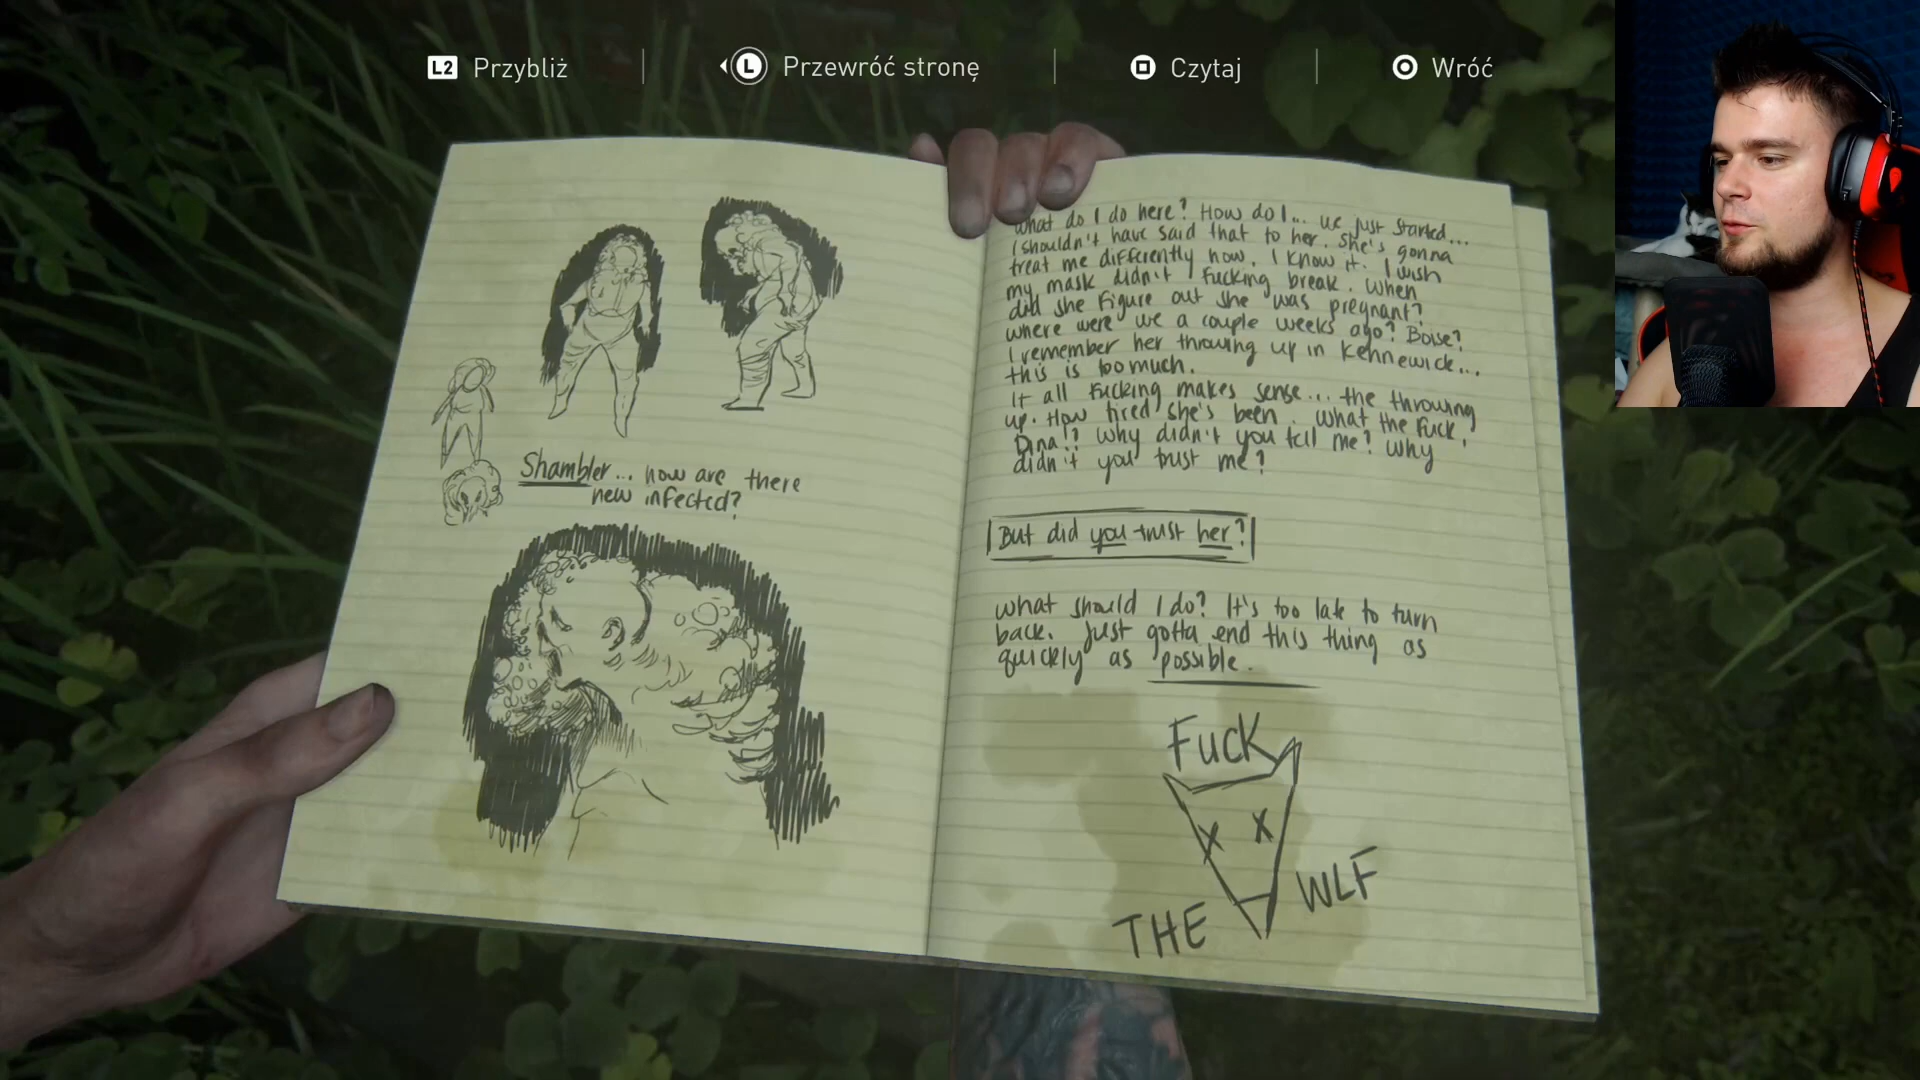 L2 Przybliż
L Przewróć stronę
Czytaj
Wróć
Shambler... how are there
new infected?
What do I do here? How do I... we just started...
I shouldn't have said that to her. She's gonna
treat me differently now. I know it. I wish
my mask didn't fucking break. When
did she figure out she was pregnant?
where were we a couple weeks ago? Boise?
I remember her throwing up in Kennewick...
this is too much.
It all fucking makes sense... the throwing
up. How tired she's been. What the fuck,
Dina!? Why didn't you tell me? Why
didn't you trust me?
But did you trust her?
what should I do? It's too late to turn
back. Just gotta end this thing as
quickly as possible.
Fuck
THE WLF